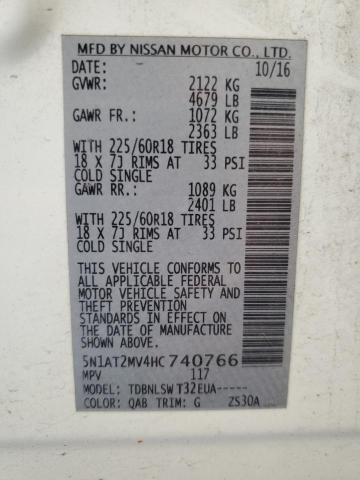 MFD BY NISSAN MOTOR CO., LTD.
DATE: 10/16
GVWR: 2122 KG
4679 LB
GAWR FR.: 1072 KG
2363 LB
WITH 225/60R18 TIRES
18 X 7J RIMS AT 33 PSI
COLD SINGLE
GAWR RR.: 1089 KG
2401 LB
WITH 225/60R18 TIRES
18 X 7J RIMS AT 33 PSI
COLD SINGLE
THIS VEHICLE CONFORMS TO
ALL APPLICABLE FEDERAL
MOTOR VEHICLE SAFETY AND
AND THEFT PREVENTION
STANDARDS IN EFFECT ON
THE DATE OF MANUFACTURE
SHOWN ABOVE.
5N1AT2MV4HC740766
MPV 117
MODEL: TDBNLSW T32EUA-----
COLOR: QAB TRIM: G ZS30A